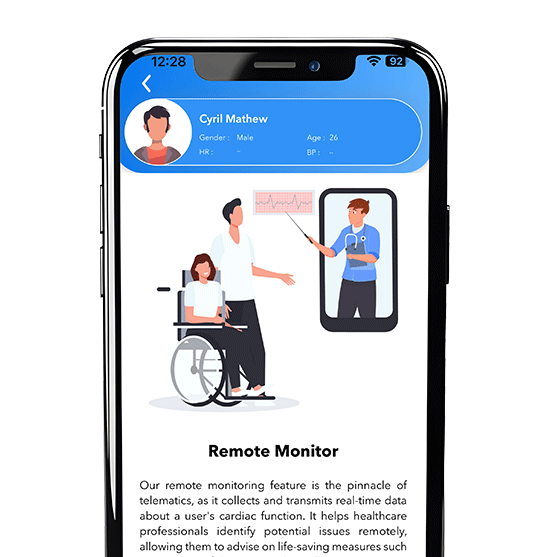 12:28
92
Cyril Mathew
Gender : Male Age : 26
HR : – BP : –
Remote Monitor
Our remote monitoring feature is the pinnacle of
telematics, as it collects and transmits real-time data
about a user's cardiac function. It helps healthcare
professionals identify potential issues remotely,
allowing them to advise on life-saving measures such